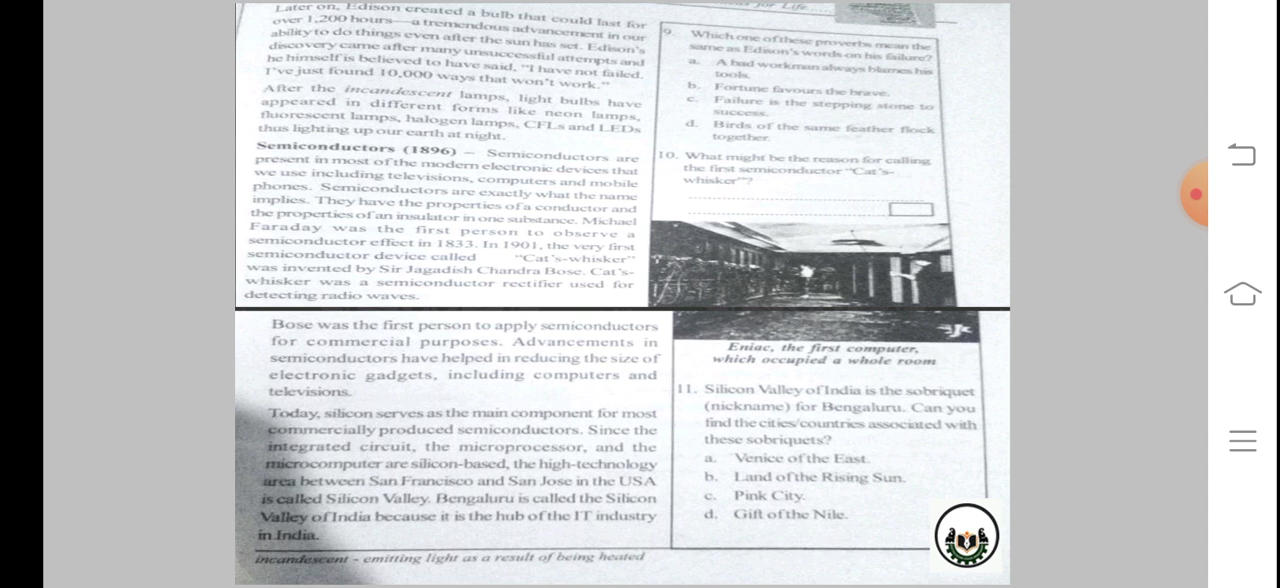 for Life
Later on, Edison created a bulb that could last for
over 1,200 hours—a tremendous advancement in our
ability to do things even after the sun has set. Edison's
discovery came after many unsuccessful attempts and
he himself is believed to have said, "I have not failed.
I've just found 10,000 ways that won't work."
After the incandescent lamps, light bulbs have
appeared in different forms like neon lamps,
fluorescent lamps, halogen lamps, CFLs and LEDs
thus lighting up our earth at night.
Semiconductors (1896) – Semiconductors are
present in most of the modern electronic devices that
we use including televisions, computers and mobile
phones. Semiconductors are exactly what the name
implies. They have the properties of a conductor and
the properties of an insulator in one substance. Michael
Faraday was the first person to observe a
semiconductor effect in 1833. In 1901, the very first
semiconductor device called "Cat's-whisker"
was invented by Sir Jagadish Chandra Bose. Cat's-
whisker was a semiconductor rectifier used for
detecting radio waves.
9. Which one of these proverbs mean the
same as Edison's words on his failure?
a. A bad workman always blames his
tools.
b. Fortune favours the brave.
c. Failure is the stepping stone to
success.
d. Birds of the same feather flock
together.
10. What might be the reason for calling
the first semiconductor "Cat's-
whisker"?
Bose was the first person to apply semiconductors
for commercial purposes. Advancements in
semiconductors have helped in reducing the size of
electronic gadgets, including computers and
televisions.
Today, silicon serves as the main component for most
commercially produced semiconductors. Since the
integrated circuit, the microprocessor, and the
microcomputer are silicon-based, the high-technology
area between San Francisco and San Jose in the USA
is called Silicon Valley. Bengaluru is called the Silicon
Valley of India because it is the hub of the IT industry
in India.
Eniac, the first computer,
which occupied a whole room
11. Silicon Valley of India is the sobriquet
(nickname) for Bengaluru. Can you
find the cities/countries associated with
these sobriquets?
a. Venice of the East.
b. Land of the Rising Sun.
c. Pink City.
d. Gift of the Nile.
incandescent - emitting light as a result of being heated